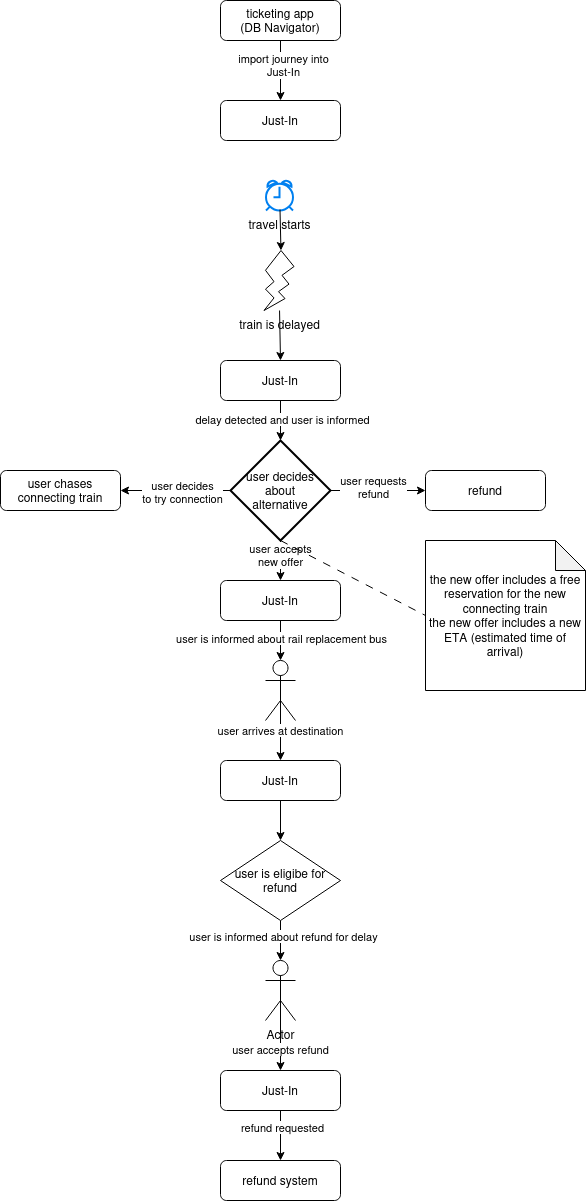 ticketing app
(DB Navigator)
import journey into
Just-In
Just-In
travel starts
train is delayed
Just-In
delay detected and user is informed
user chases
connecting train
user decides
to try connection
user decides
about
alternative
user requests
refund
refund
user accepts
new offer
the new offer includes a free
reservation for the new
connecting train
the new offer includes a new
ETA (estimated time of
arrival)
Just-In
user is informed about rail replacement bus
user arrives at destination
Just-In
user is eligibe for
refund
user is informed about refund for delay
Actor
user accepts refund
Just-In
refund requested
refund system